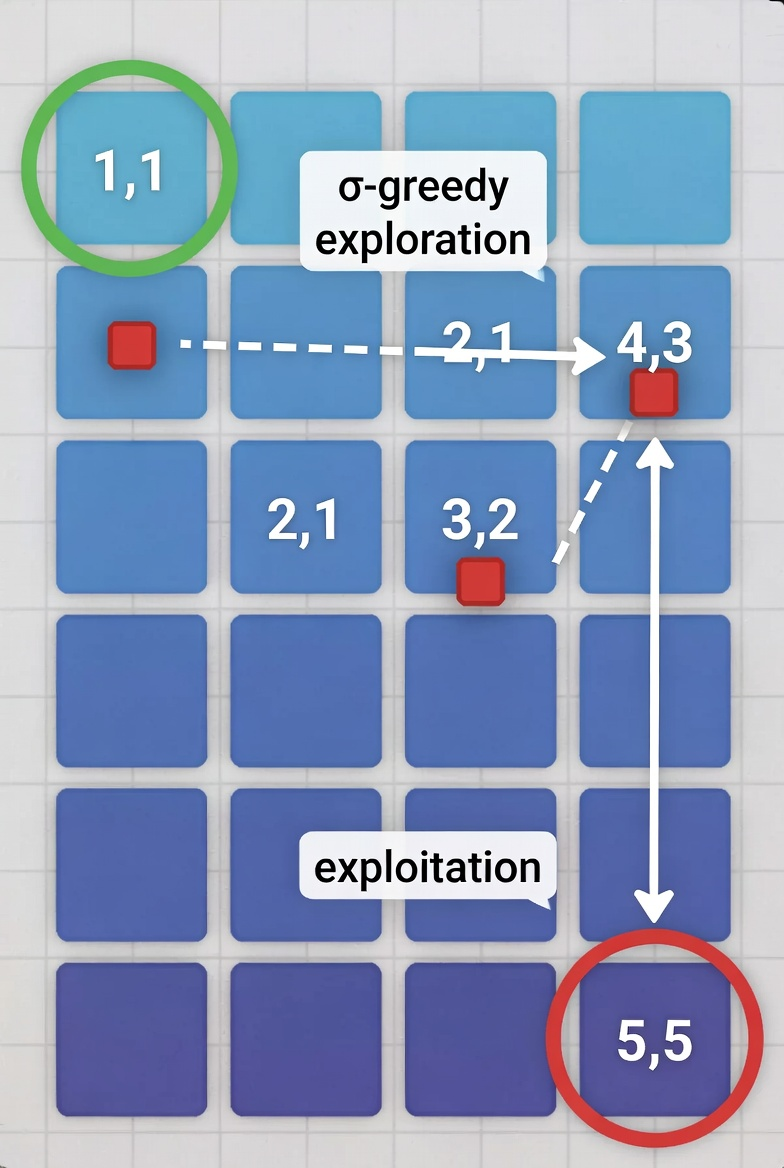 1,1
σ-greedy
exploration
2,1
4,3
2,1
3,2
exploitation
5,5